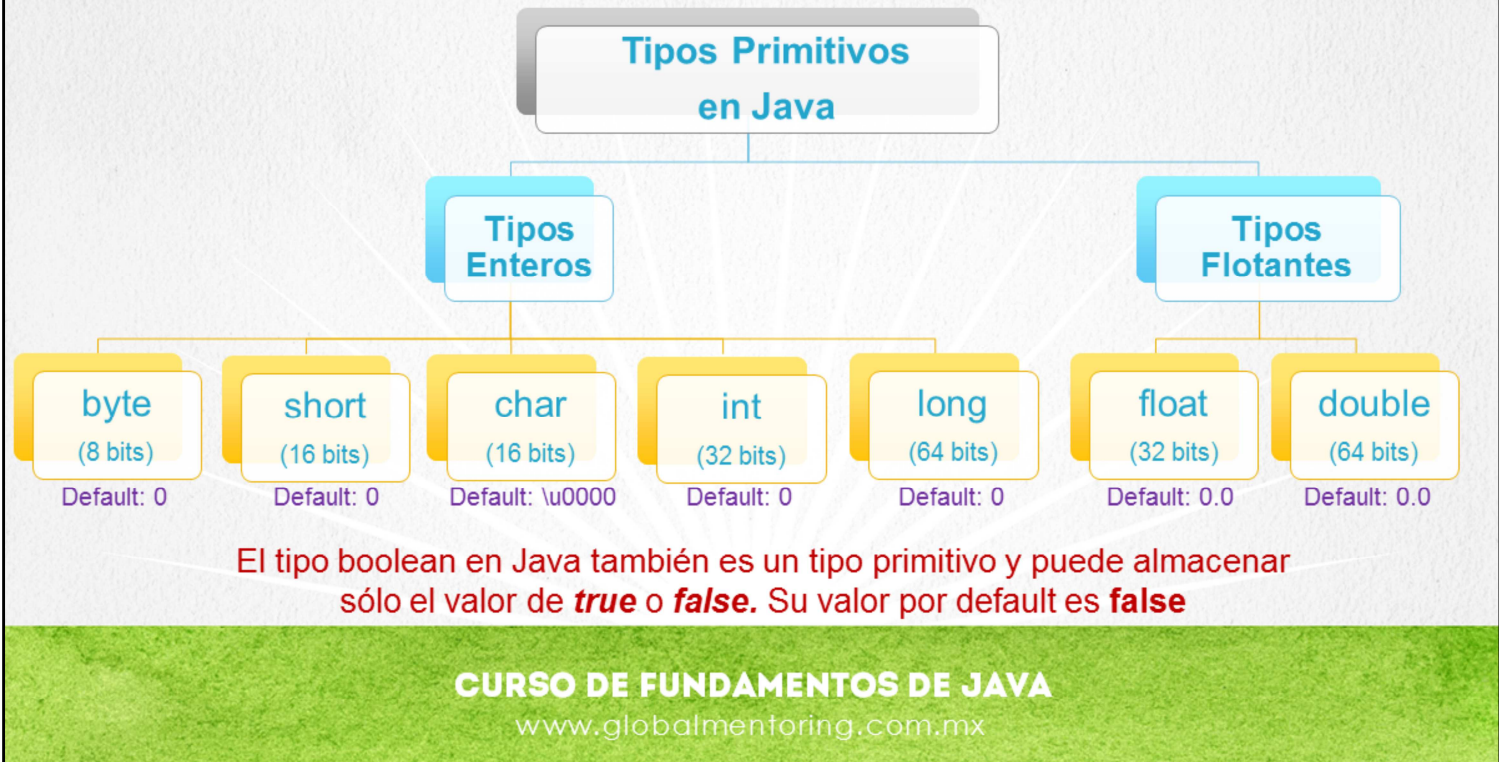 Tipos Primitivos
en Java
Tipos
Enteros
Tipos
Flotantes
byte
(8 bits)
Default: 0
short
(16 bits)
Default: 0
char
(16 bits)
Default: \u0000
int
(32 bits)
Default: 0
long
(64 bits)
Default: 0
float
(32 bits)
Default: 0.0
double
(64 bits)
Default: 0.0
El tipo boolean en Java también es un tipo primitivo y puede almacenar
sólo el valor de true o false. Su valor por default es false
CURSO DE FUNDAMENTOS DE JAVA
www.globalmentoring.com.mx